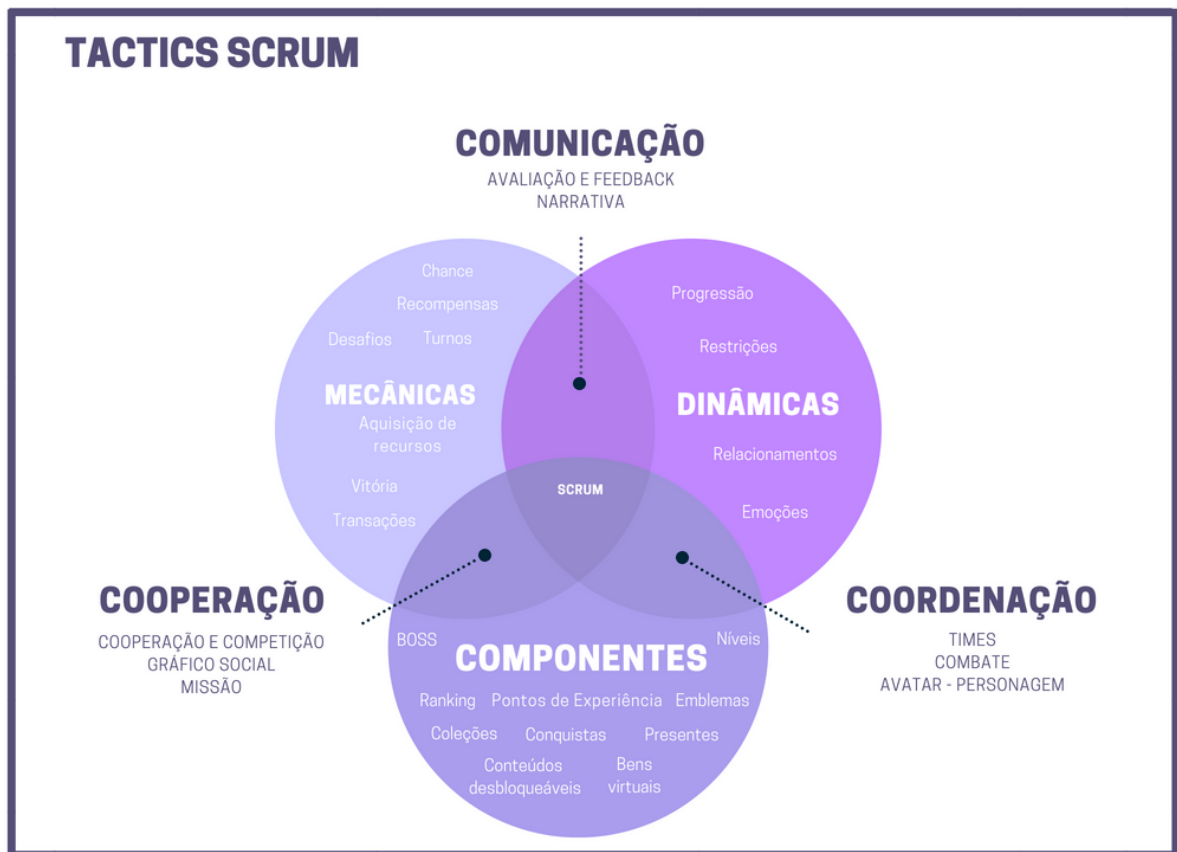 TACTICS SCRUM
COMUNICAÇÃO
AVALIAÇÃO E FEEDBACK
NARRATIVA
Chance
Recompensas
Desafios
Turnos
MECÂNICAS
Aquisição de
recursos
Vitória
Transações
Progressão
Restrições
DINÂMICAS
Relacionamentos
Emoções
SCRUM
COOPERAÇÃO
COOPERAÇÃO E COMPETIÇÃO
GRÁFICO SOCIAL
MISSÃO
COORDENAÇÃO
TIMES
COMBATE
AVATAR - PERSONAGEM
BOSS
Níveis
COMPONENTES
Ranking
Pontos de Experiência
Emblemas
Coleções
Conquistas
Presentes
Conteúdos
desbloqueáveis
Bens
virtuais